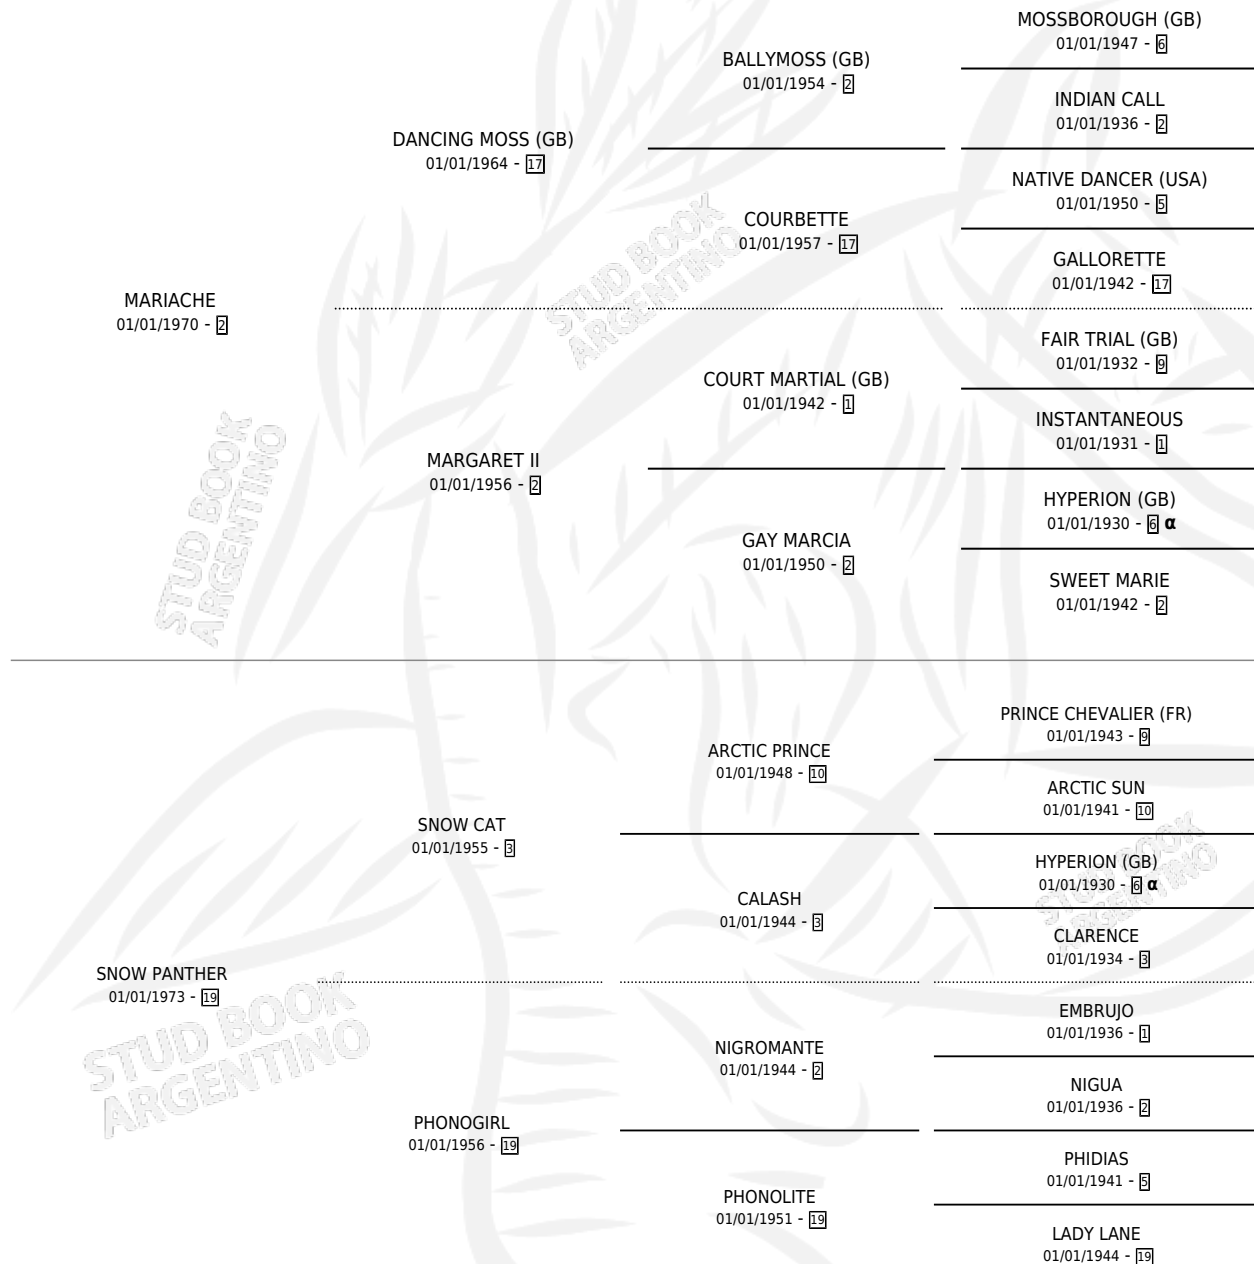 MOSSBOROUGH (GB)
01/01/1947 - 6
BALLYMOSS (GB)
01/01/1954 - 2
INDIAN CALL
01/01/1936 - 2
DANCING MOSS (GB)
01/01/1964 - 17
NATIVE DANCER (USA)
01/01/1950 - 5
COURBETTE
01/01/1957 - 17
GALLORETTE
01/01/1942 - 17
MARIACHE
01/01/1970 - 2
FAIR TRIAL (GB)
01/01/1932 - 9
COURT MARTIAL (GB)
01/01/1942 - 1
INSTANTANEOUS
01/01/1931 - 1
MARGARET II
01/01/1956 - 2
HYPERION (GB)
01/01/1930 - 6 α
GAY MARCIA
01/01/1950 - 2
SWEET MARIE
01/01/1942 - 2
PRINCE CHEVALIER (FR)
01/01/1943 - 9
ARCTIC PRINCE
01/01/1948 - 10
ARCTIC SUN
01/01/1941 - 10
SNOW CAT
01/01/1955 - 3
HYPERION (GB)
01/01/1930 - 6 α
CALASH
01/01/1944 - 3
CLARENCE
01/01/1934 - 3
SNOW PANTHER
01/01/1973 - 19
EMBRUJO
01/01/1936 - 1
NIGROMANTE
01/01/1944 - 2
NIGUA
01/01/1936 - 2
PHONOGIRL
01/01/1956 - 19
PHIDIAS
01/01/1941 - 5
PHONOLITE
01/01/1951 - 19
LADY LANE
01/01/1944 - 19
STUD BOOK
ARGENTINO
STUD BOOK
ARGENTINO
STUD BOOK
ARGENTINO
STUD BOOK
ARGENTINO